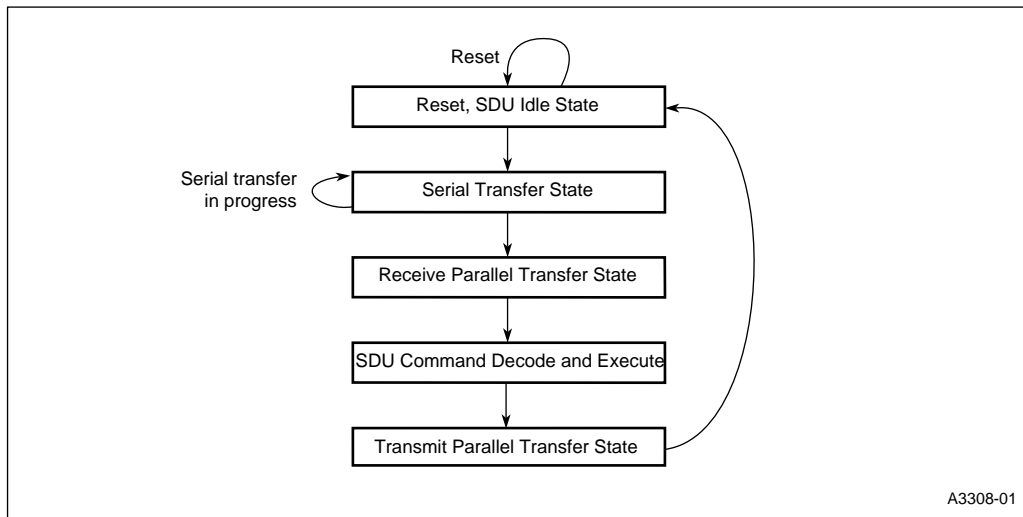 Reset
Reset, SDU Idle State
Serial transfer
in progress
Serial Transfer State
Receive Parallel Transfer State
SDU Command Decode and Execute
Transmit Parallel Transfer State
A3308-01